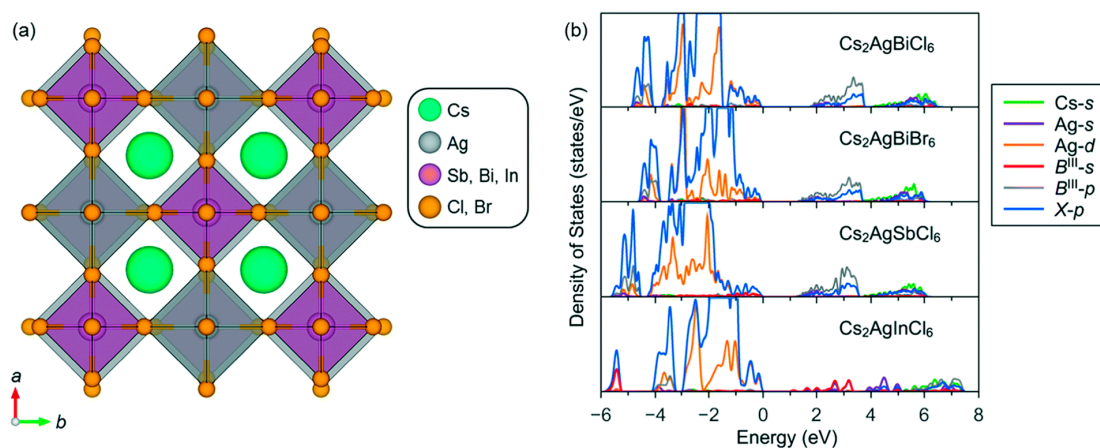 (a)
Cs
Ag
Sb, Bi, In
Cl, Br
a
b
(b)
Density of States (states/eV)
Cs₂AgBiCl₆
Cs₂AgBiBr₆
Cs₂AgSbCl₆
Cs₂AgInCl₆
−6 −4 −2 0 2 4 6 8
Energy (eV)
Cs-s
Ag-s
Ag-d
Bᴵᴵᴵ-s
Bᴵᴵᴵ-p
X-p